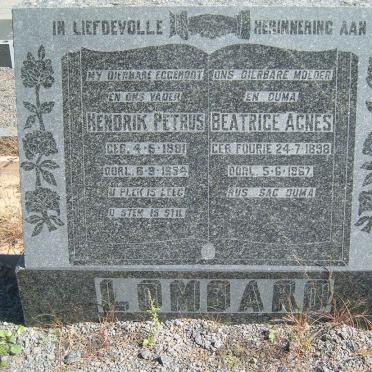 IN LIEFDEVOLLE HERINNERING AAN
MY DIERBARE EGGENOOT
EN ONS VADER
HENDRIK PETRUS
GEB. 4-6-1891
OORL. 6-9-1954
U PLEK IS LEEG
U STEM IS STIL
ONS DIERBARE MOEDER
EN OUMA
BEATRICE AGNES
GEB FOURIE 24-7-1898
OORL. 5-6-1967
RUS SAG OUMA
LOMBARD